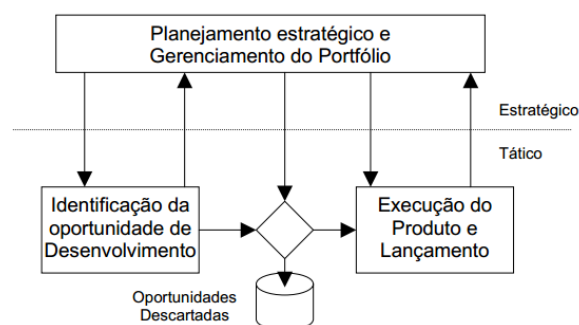 Planejamento estratégico e
Gerenciamento do Portfólio
Estratégico
Tático
Identificação da
oportunidade de
Desenvolvimento
Execução do
Produto e
Lançamento
Oportunidades
Descartadas